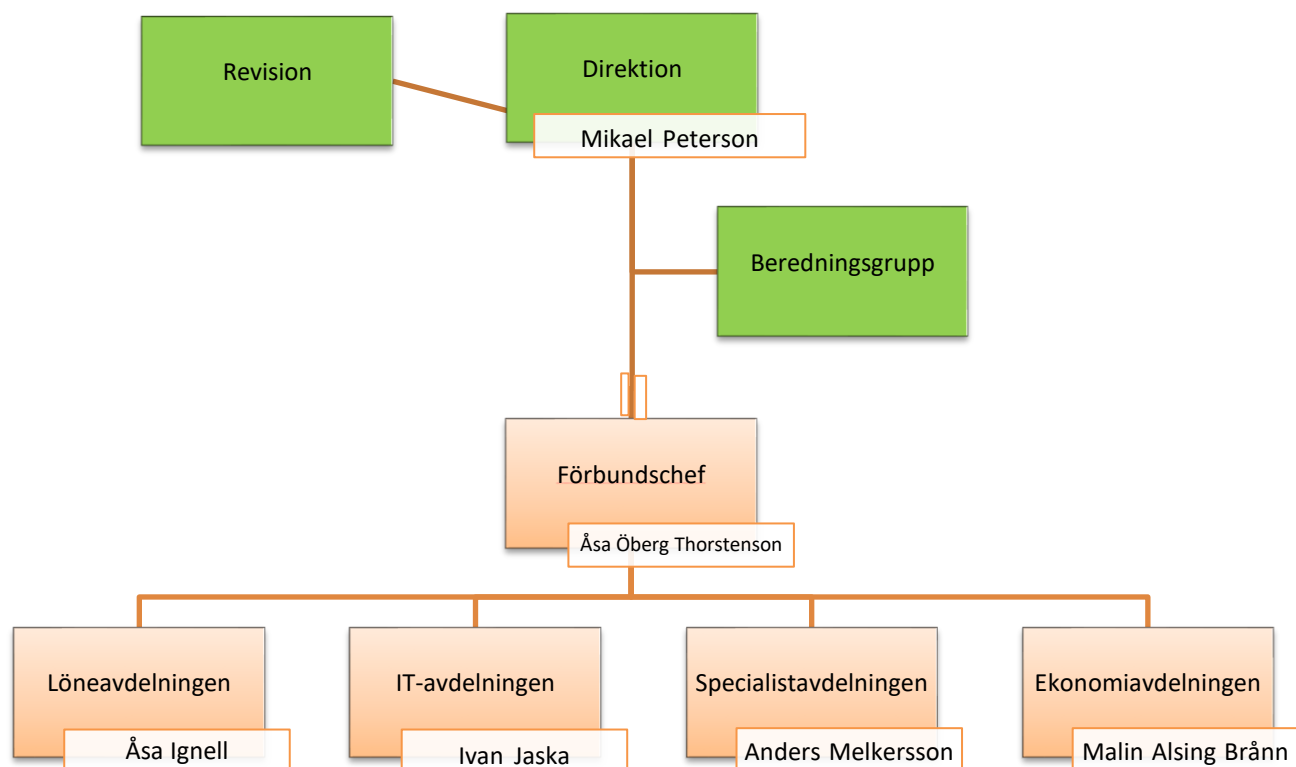 Revision
Direktion
Mikael Peterson
Beredningsgrupp
Förbundschef
Åsa Öberg Thorstenson
Löneavdelningen
Åsa Ignell
IT-avdelningen
Ivan Jaska
Specialistavdelningen
Anders Melkersson
Ekonomiavdelningen
Malin Alsing Brånn